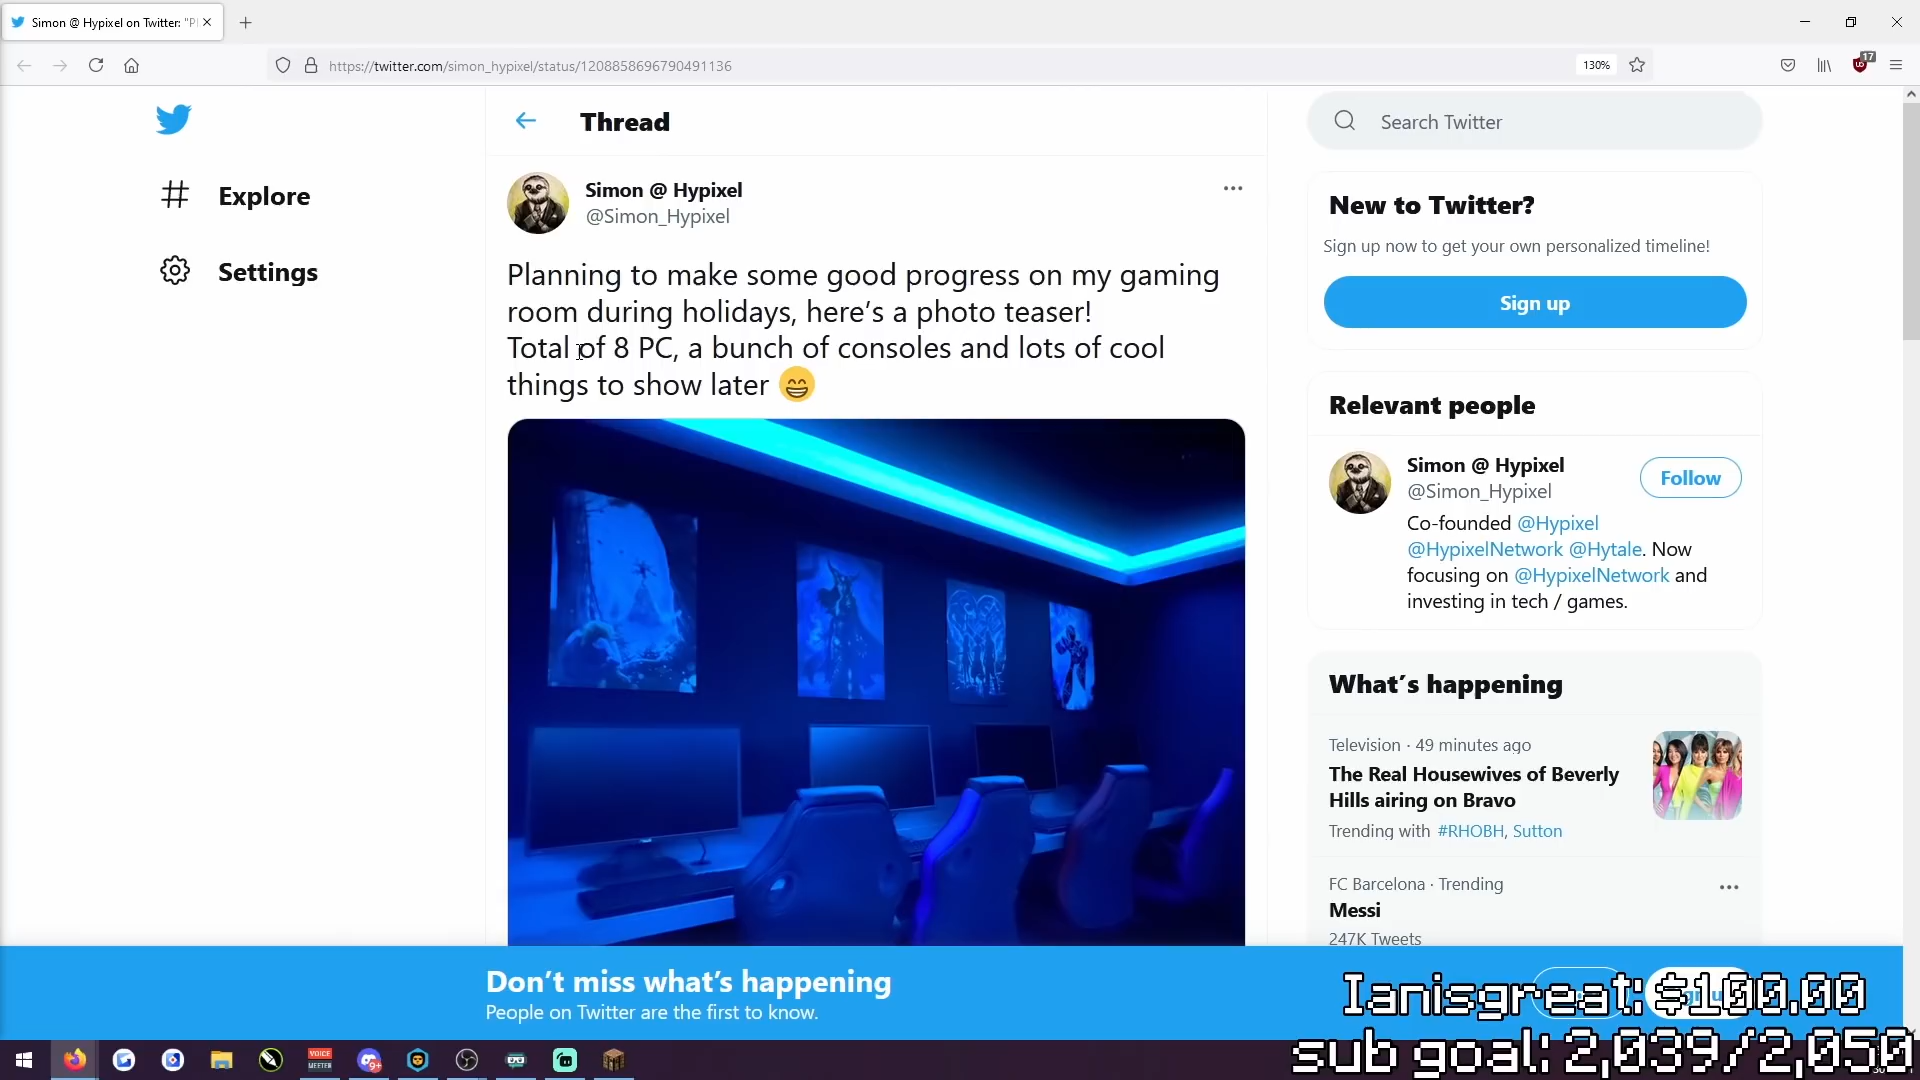 Simon @ Hypixel on Twitter: "Pl
https://twitter.com/simon_hypixel/status/1208858696790491136
130%
17
Explore
Settings
Thread
Simon @ Hypixel
@Simon_Hypixel
Planning to make some good progress on my gaming
room during holidays, here's a photo teaser!
Total of 8 PC, a bunch of consoles and lots of cool
things to show later 😄
Search Twitter
New to Twitter?
Sign up now to get your own personalized timeline!
Sign up
Relevant people
Simon @ Hypixel
@Simon_Hypixel
Follow
Co-founded @Hypixel
@HypixelNetwork @Hytale. Now
focusing on @HypixelNetwork and
investing in tech / games.
What's happening
Television · 49 minutes ago
The Real Housewives of Beverly
Hills airing on Bravo
Trending with #RHOBH, Sutton
FC Barcelona · Trending
Messi
247K Tweets
Don't miss what's happening
People on Twitter are the first to know.
Ianisgreat: $100.00
sub goal: 2,039/2,050
VOICE
MEETER
9+